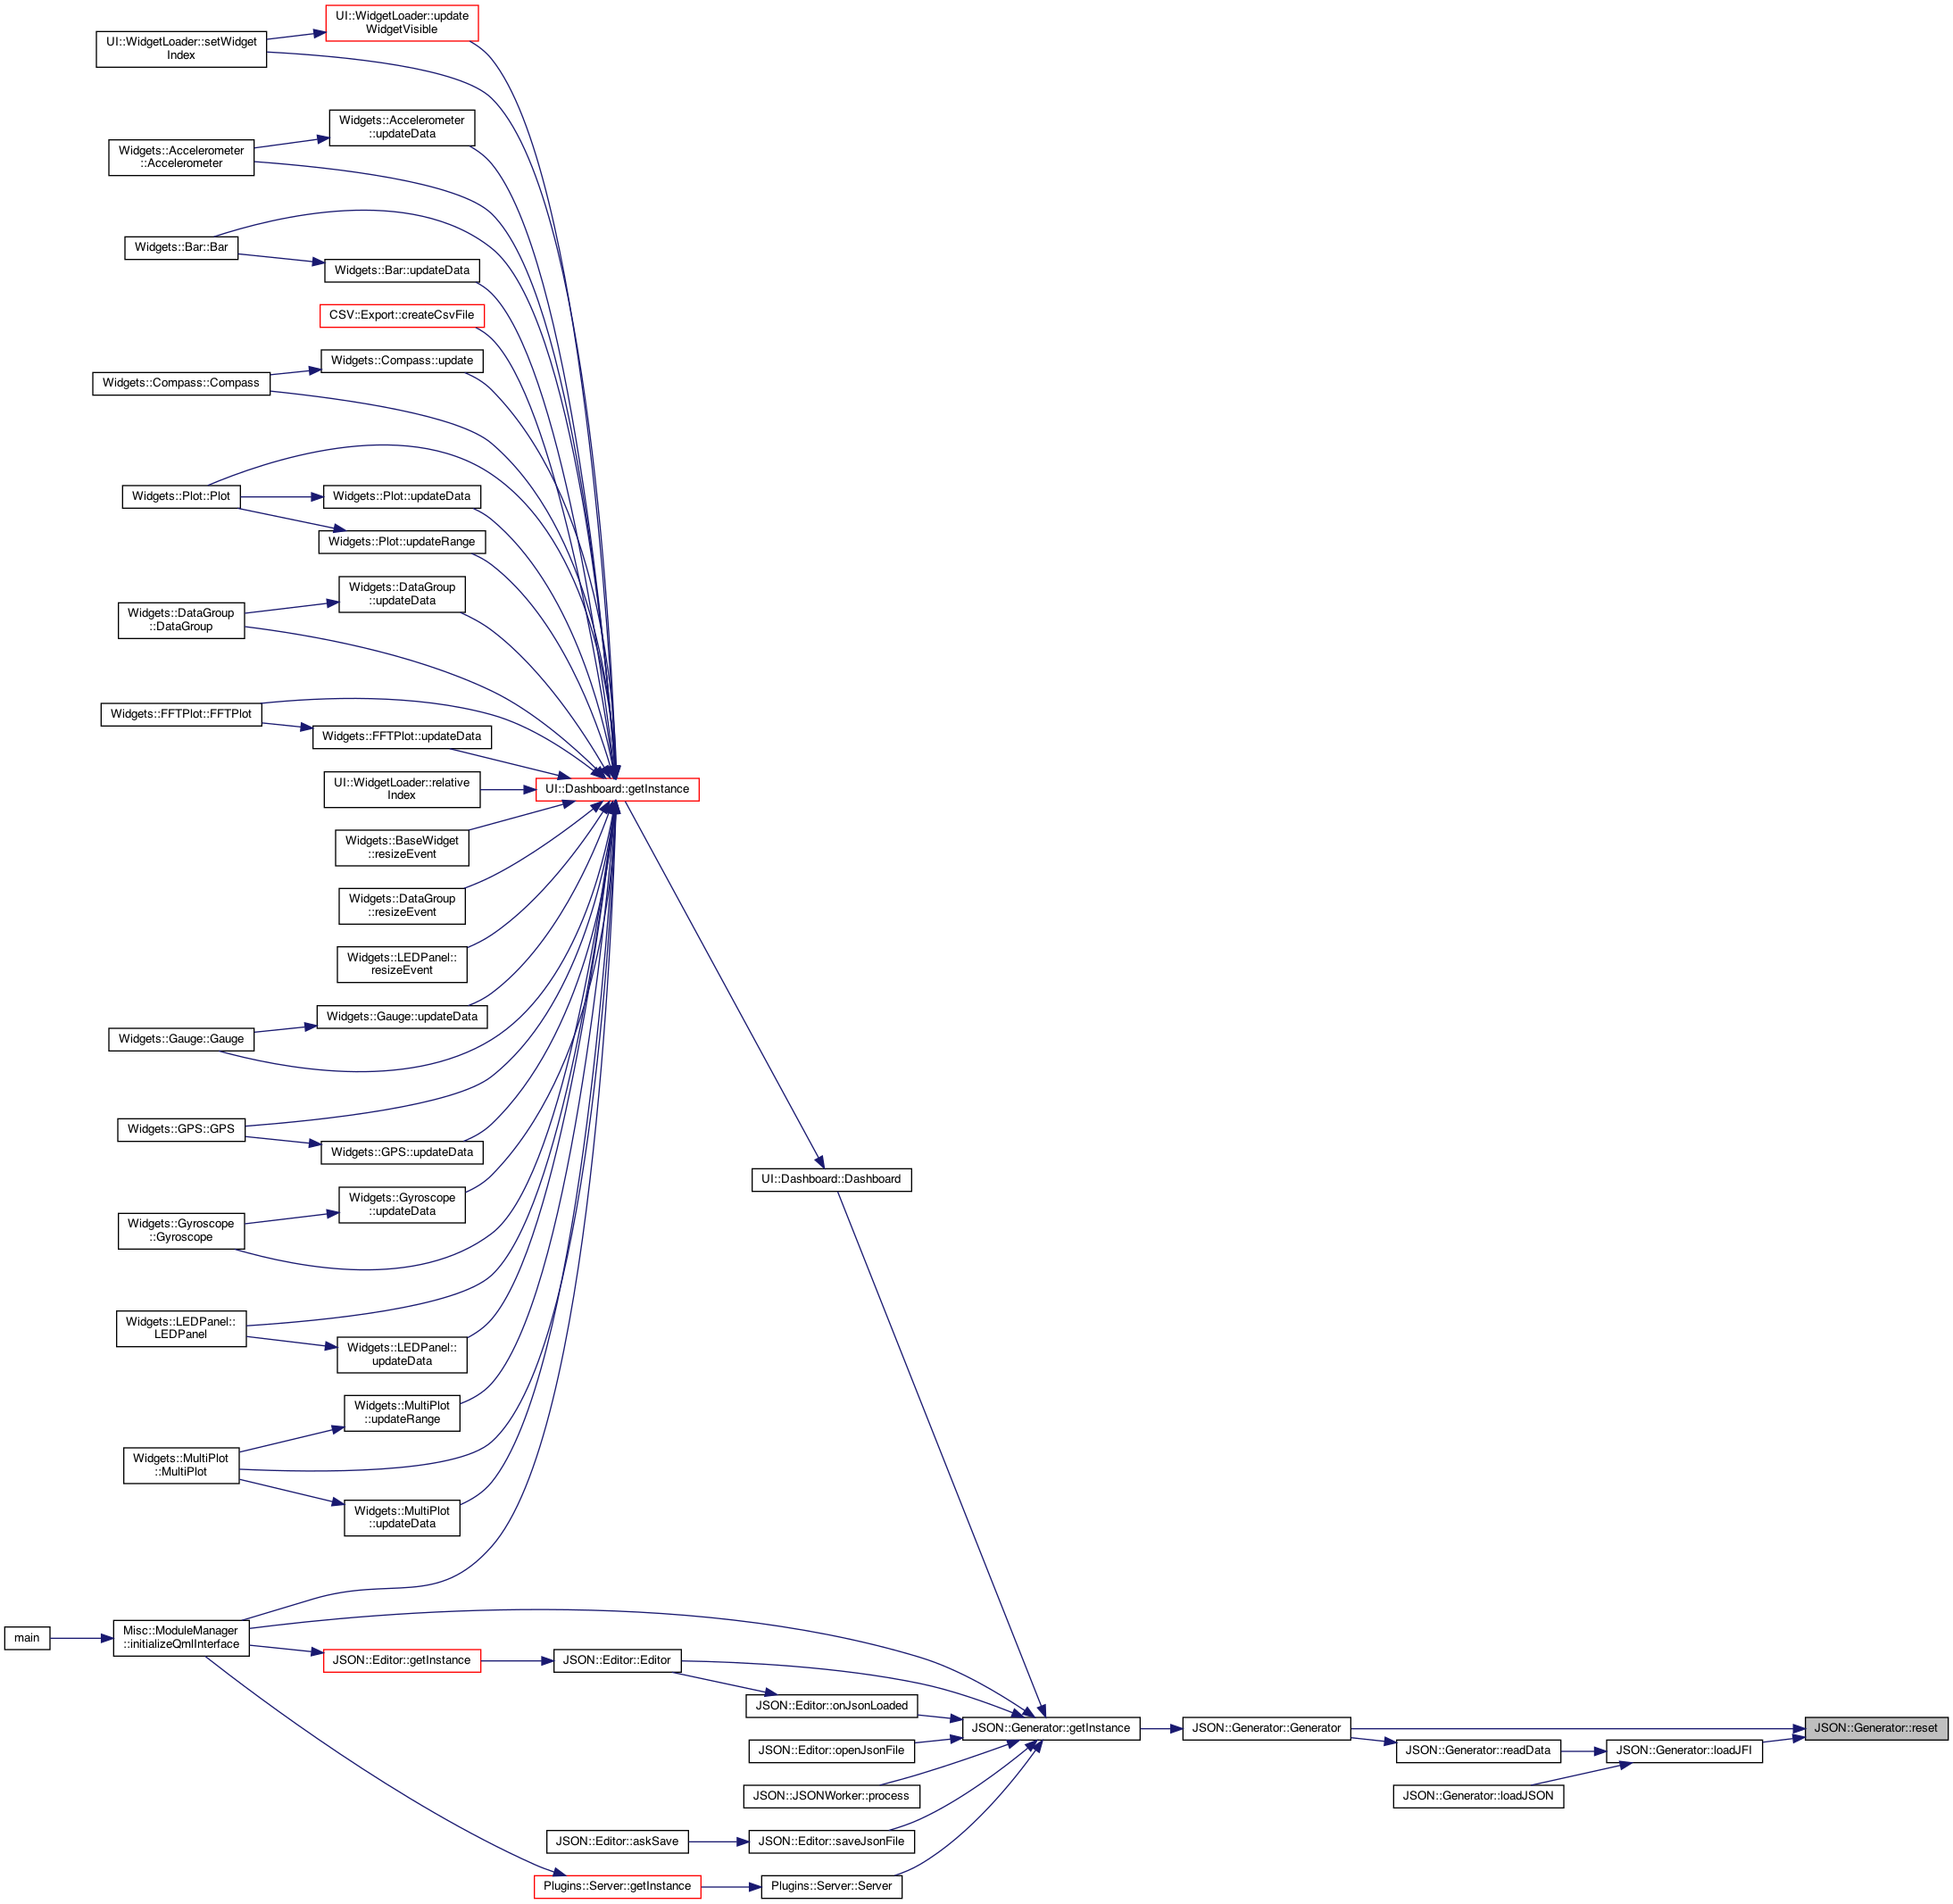 UI::WidgetLoader::update
WidgetVisible
UI::WidgetLoader::setWidget
Index
Widgets::Accelerometer
::updateData
Widgets::Accelerometer
::Accelerometer
Widgets::Bar::Bar
Widgets::Bar::updateData
CSV::Export::createCsvFile
Widgets::Compass::update
Widgets::Compass::Compass
Widgets::Plot::Plot
Widgets::Plot::updateData
Widgets::Plot::updateRange
Widgets::DataGroup
::updateData
Widgets::DataGroup
::DataGroup
Widgets::FFTPlot::FFTPlot
Widgets::FFTPlot::updateData
UI::WidgetLoader::relative
Index
UI::Dashboard::getInstance
Widgets::BaseWidget
::resizeEvent
Widgets::DataGroup
::resizeEvent
Widgets::LEDPanel::
resizeEvent
Widgets::Gauge::updateData
Widgets::Gauge::Gauge
Widgets::GPS::GPS
Widgets::GPS::updateData
UI::Dashboard::Dashboard
Widgets::Gyroscope
::updateData
Widgets::Gyroscope
::Gyroscope
Widgets::LEDPanel::
LEDPanel
Widgets::LEDPanel::
updateData
Widgets::MultiPlot
::updateRange
Widgets::MultiPlot
::MultiPlot
Widgets::MultiPlot
::updateData
main
Misc::ModuleManager
::initializeQmlInterface
JSON::Editor::getInstance
JSON::Editor::Editor
JSON::Editor::onJsonLoaded
JSON::Generator::getInstance
JSON::Generator::Generator
JSON::Generator::reset
JSON::Editor::openJsonFile
JSON::Generator::readData
JSON::Generator::loadJFI
JSON::JSONWorker::process
JSON::Generator::loadJSON
JSON::Editor::askSave
JSON::Editor::saveJsonFile
Plugins::Server::getInstance
Plugins::Server::Server